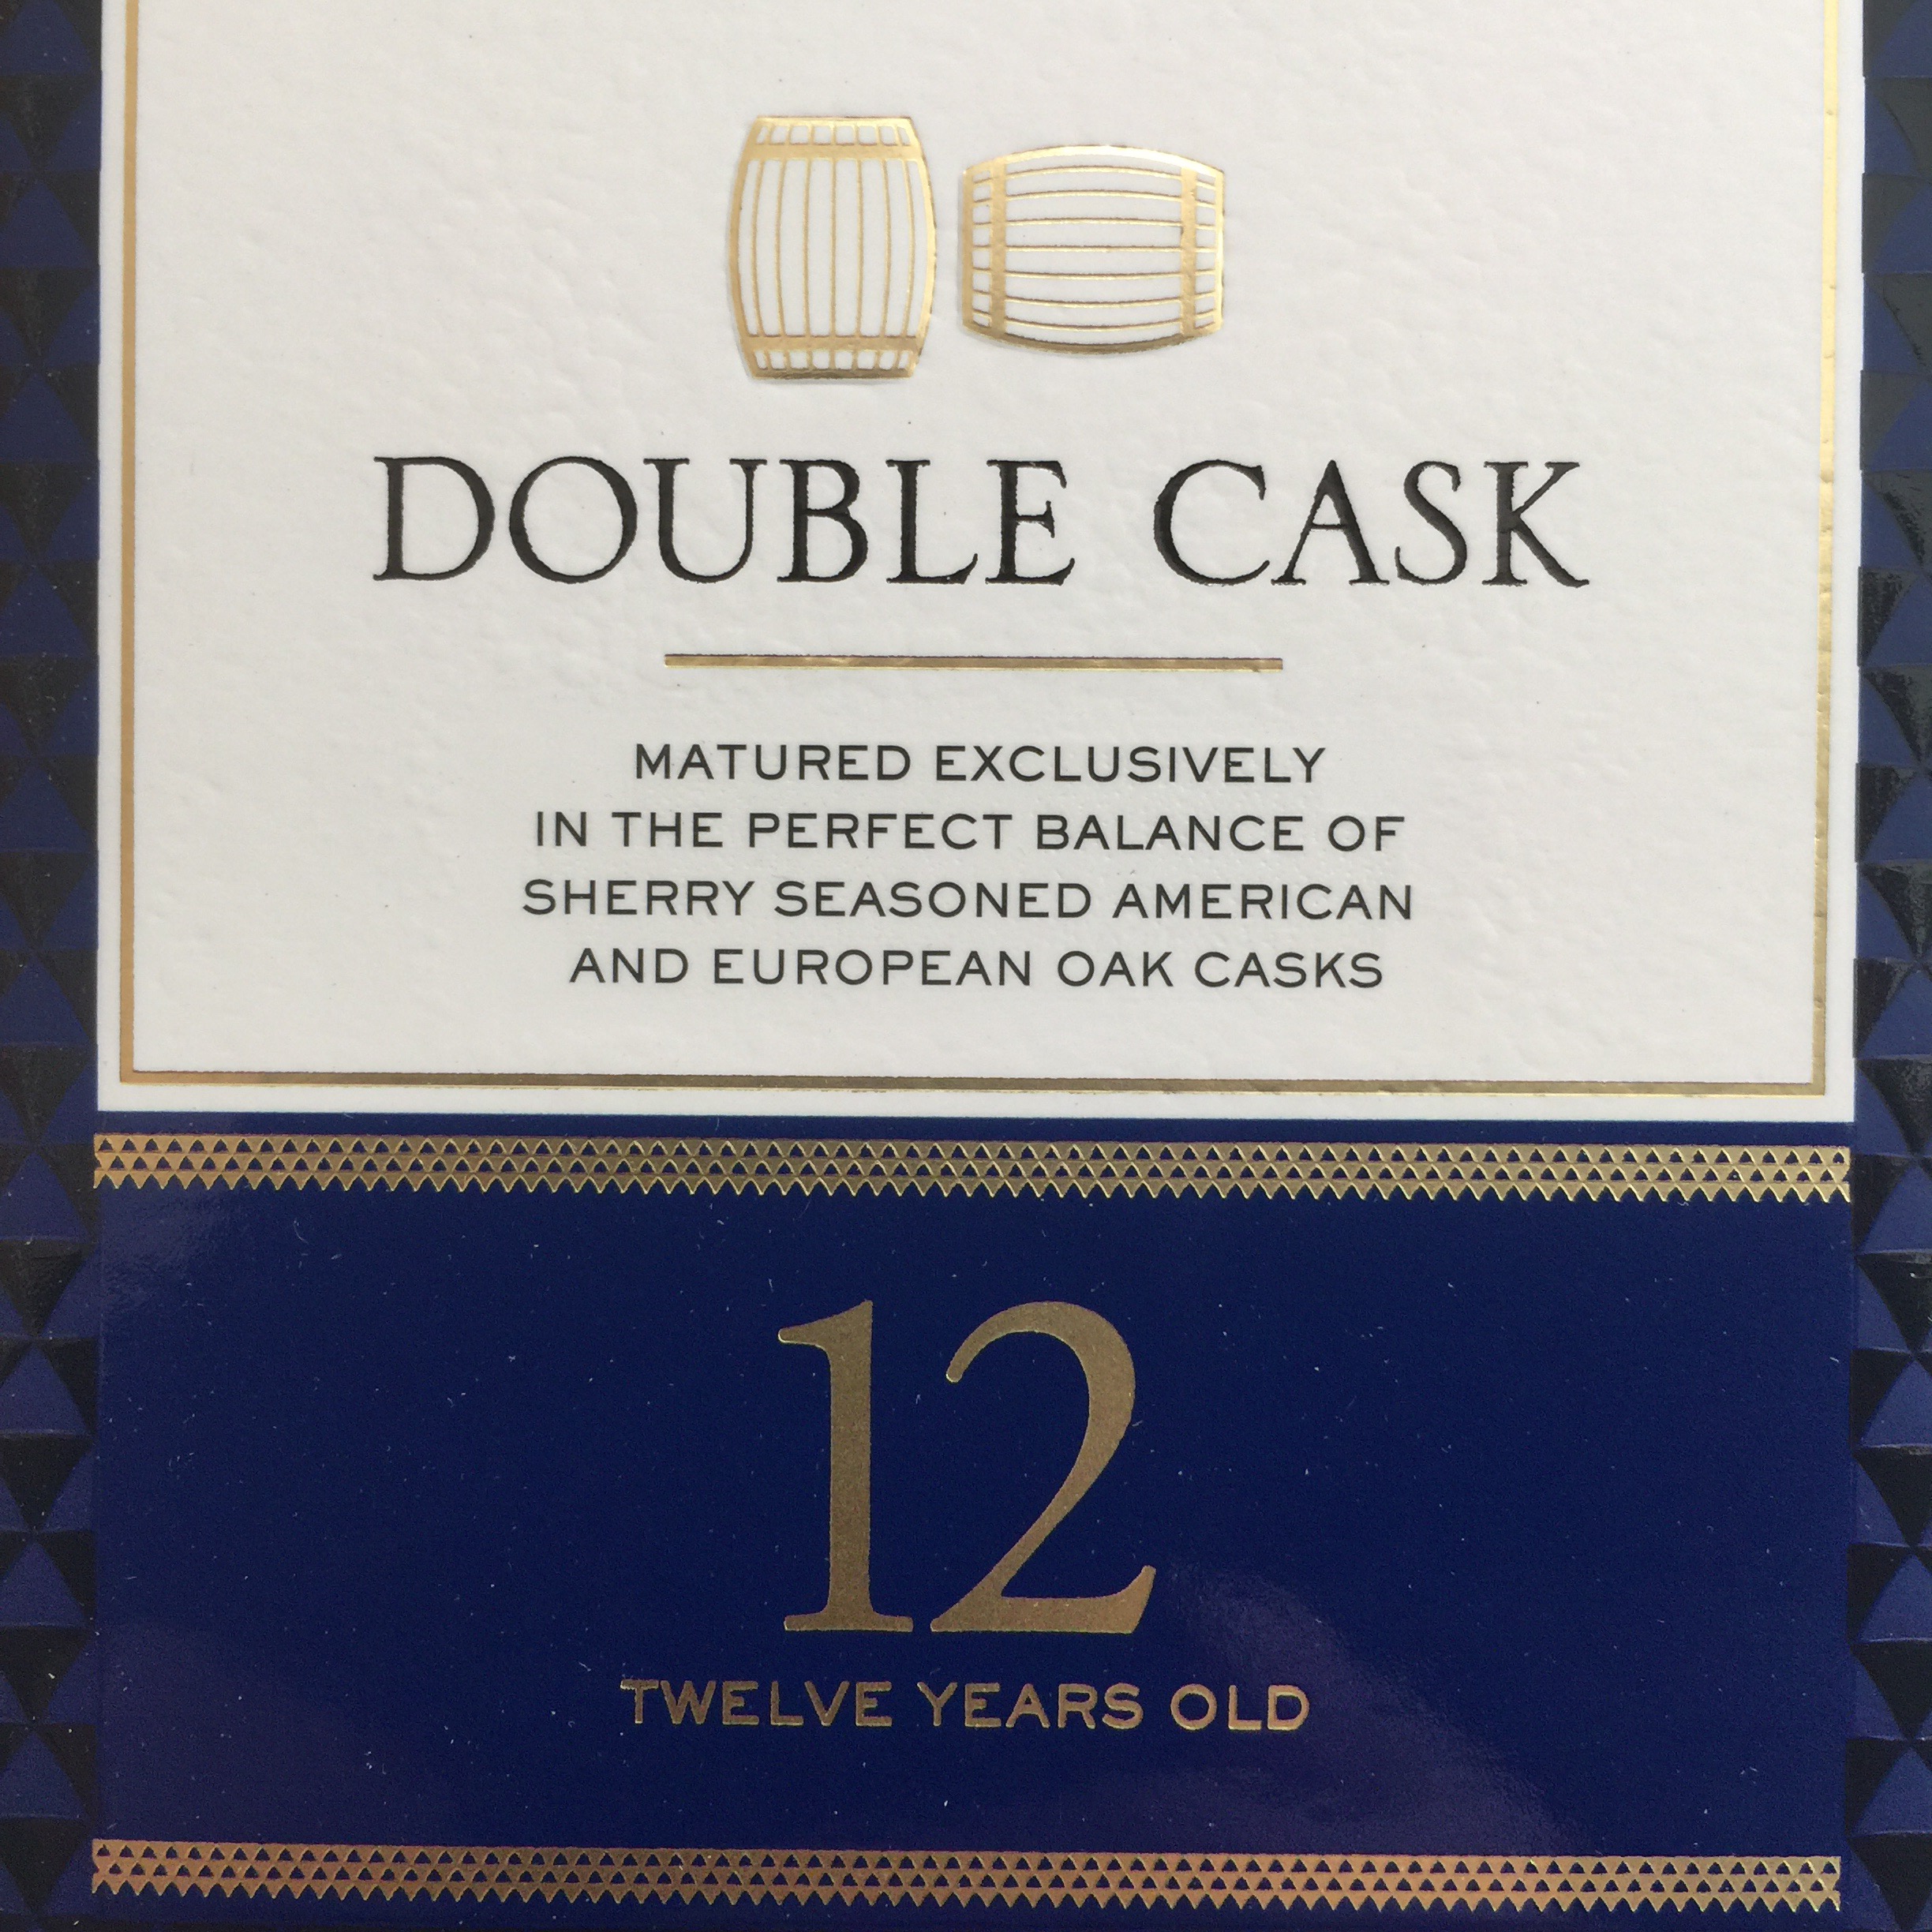 DOUBLE CASK
MATURED EXCLUSIVELY
IN THE PERFECT BALANCE OF
SHERRY SEASONED AMERICAN
AND EUROPEAN OAK CASKS
12
TWELVE YEARS OLD